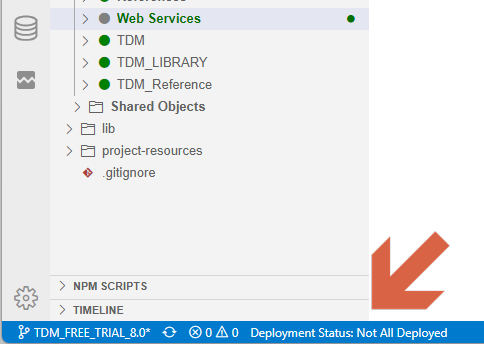 References
Web Services
TDM
TDM_LIBRARY
TDM_Reference
Shared Objects
lib
project-resources
.gitignore
NPM SCRIPTS
TIMELINE
TDM_FREE_TRIAL_8.0* 0 0 Deployment Status: Not All Deployed